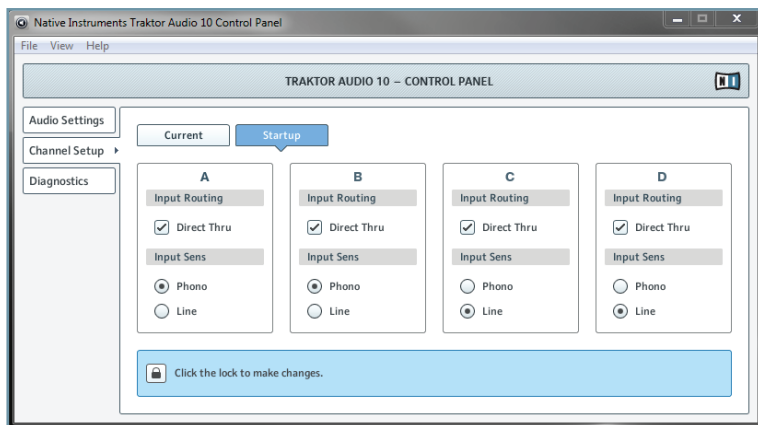 Native Instruments Traktor Audio 10 Control Panel
File View Help
TRAKTOR AUDIO 10 – CONTROL PANEL
NI
Audio Settings
Channel Setup
Diagnostics
Current Startup
A B C D
Input Routing Input Routing Input Routing Input Routing
Direct Thru Direct Thru Direct Thru Direct Thru
Input Sens Input Sens Input Sens Input Sens
Phono Phono Phono Phono
Line Line Line Line
Click the lock to make changes.